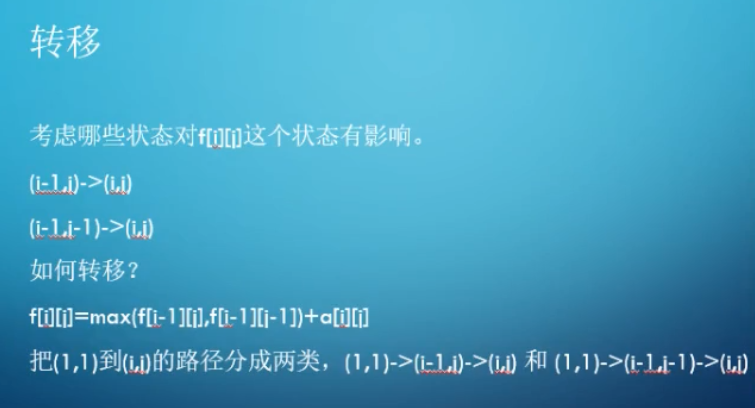 转移
考虑哪些状态对f[i][j]这个状态有影响。
(i-1,j)->(i,j)
(i-1,j-1)->(i,j)
如何转移？
f[i][j]=max(f[i-1][j],f[i-1][j-1])+a[i][j]
把(1,1)到(i,j)的路径分成两类，(1,1)->(i-1,j)->(i,j) 和 (1,1)->(i-1,j-1)->(i,j)